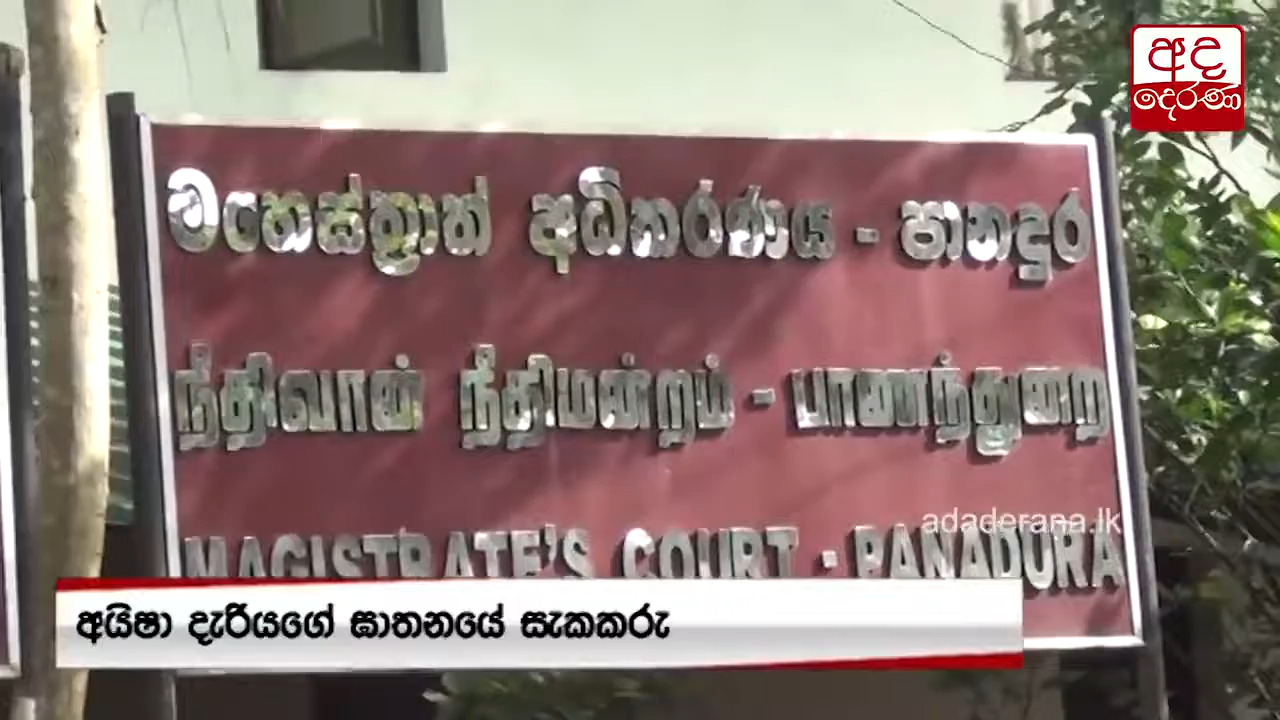 අද
දෙරණ
මහෙස්ත්‍රාත් අධිකරණය - පානදුර
நீதிவான் நீதிமன்றம் - பாணந்துறை
adaderana.lk
MAGISTRATE'S COURT - PANADURA
අයිෂා දැරියගේ ඝාතනයේ සැකකරු